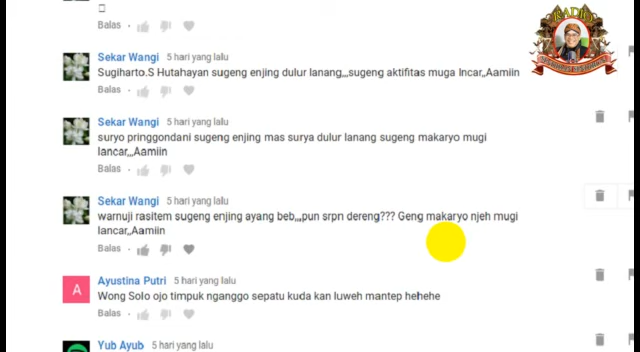 Balas
Sekar Wangi 5 hari yang lalu
Sugiharto.S Hutahayan sugeng enjing dulur lanang,,,sugeng aktifitas muga lncar,,Aamiin
Balas
Sekar Wangi 5 hari yang lalu
suryo pringgondani sugeng enjing mas surya dulur lanang sugeng makaryo mugi
lancar,,,Aamiin
Balas
Sekar Wangi 5 hari yang lalu
warnuji rasitem sugeng enjing ayang beb,,,pun srpn dereng??? Geng makaryo njeh mugi
lancar,,Aamiin
Balas
A
Ayustina Putri 5 hari yang lalu
Wong Solo ojo timpuk nganggo sepatu kuda kan luweh mantep hehehe
Balas
Yub Ayub 5 hari yang lalu
RADIO